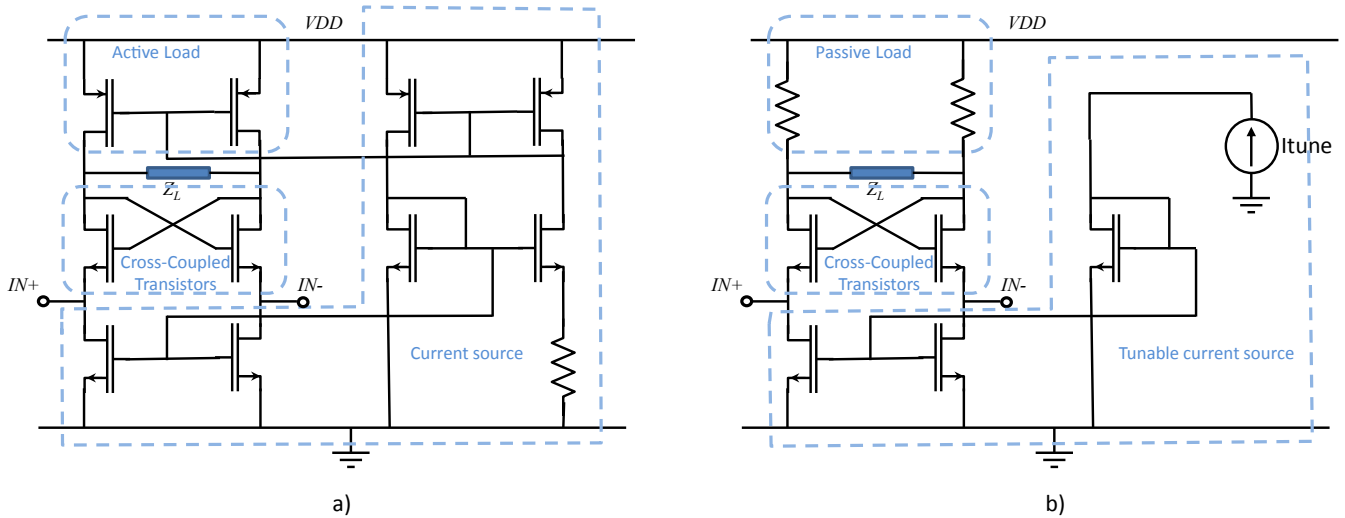 VDD
Active Load
Z_L
Cross-Coupled
Transistors
IN+
IN-
Current source
a)
VDD
Passive Load
Itune
Z_L
Cross-Coupled
Transistors
IN+
IN-
Tunable current source
b)